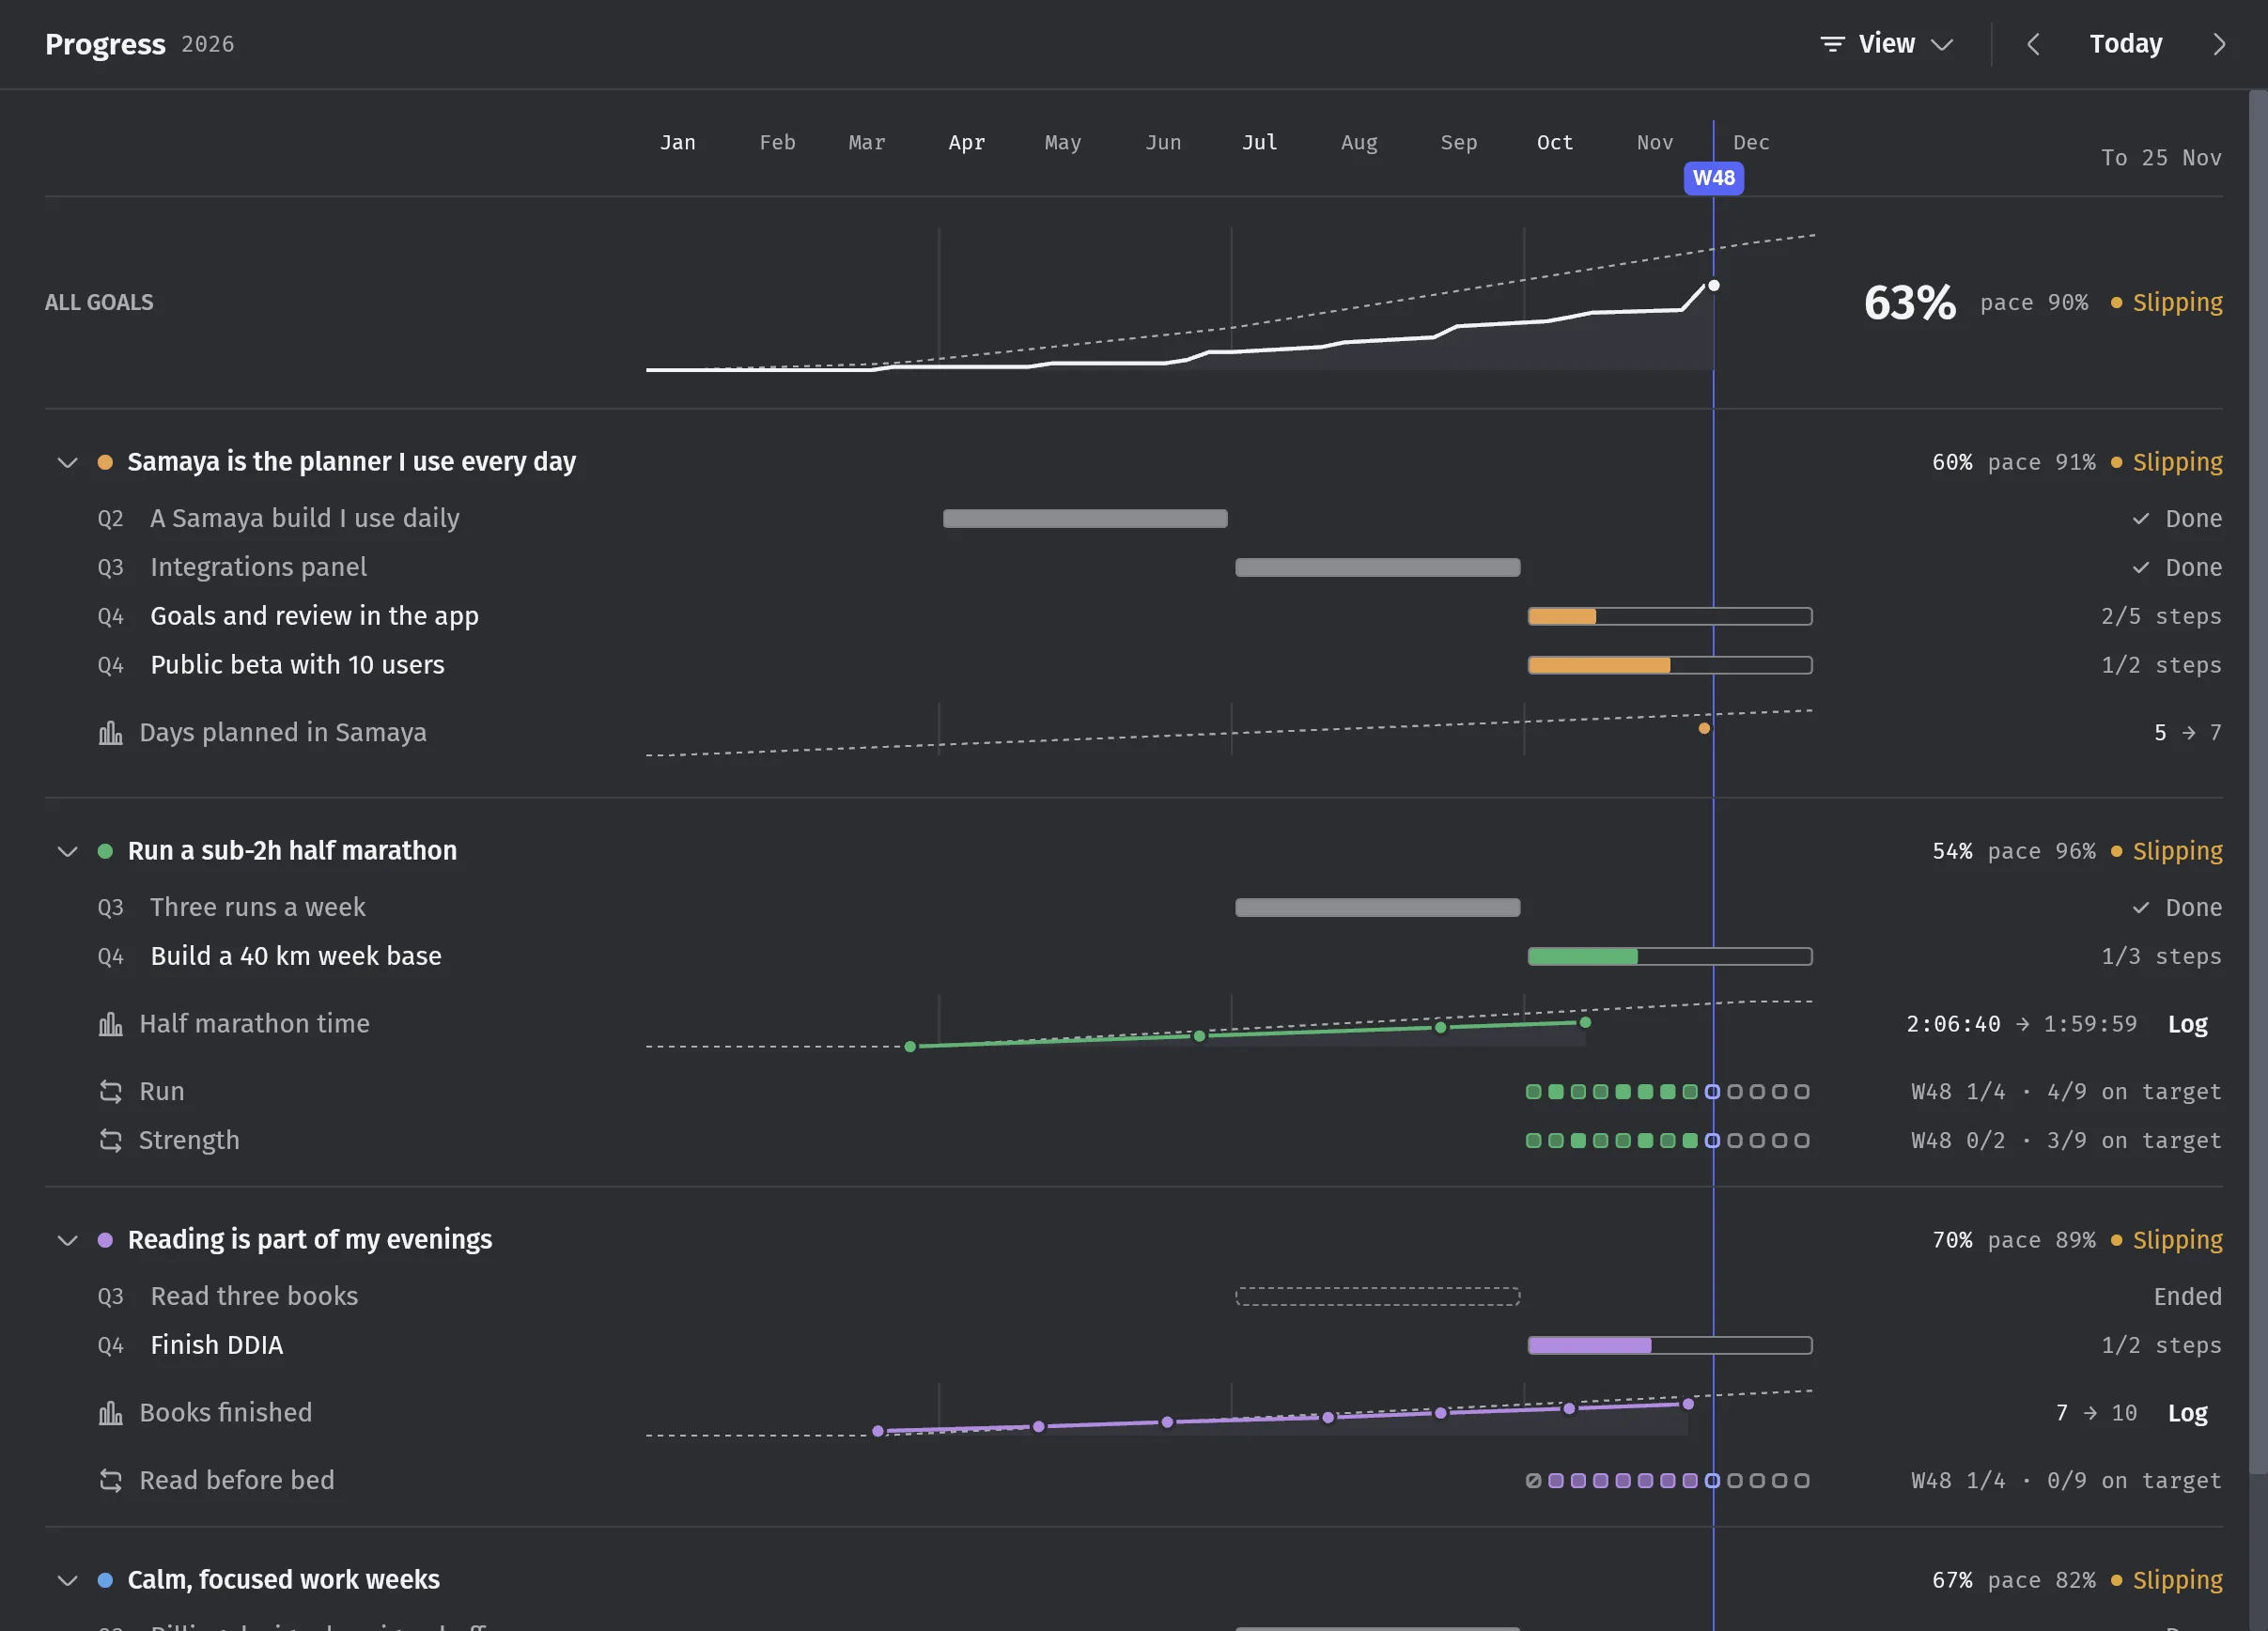 Progress 2026 View Today
Jan Feb Mar Apr May Jun Jul Aug Sep Oct Nov Dec
To 25 Nov
W48
ALL GOALS 63% pace 90% Slipping
Samaya is the planner I use every day 60% pace 91% Slipping
Q2 A Samaya build I use daily Done
Q3 Integrations panel Done
Q4 Goals and review in the app 2/5 steps
Q4 Public beta with 10 users 1/2 steps
Days planned in Samaya 5 → 7
Run a sub-2h half marathon 54% pace 96% Slipping
Q3 Three runs a week Done
Q4 Build a 40 km week base 1/3 steps
Half marathon time 2:06:40 → 1:59:59 Log
Run W48 1/4 · 4/9 on target
Strength W48 0/2 · 3/9 on target
Reading is part of my evenings 70% pace 89% Slipping
Q3 Read three books Ended
Q4 Finish DDIA 1/2 steps
Books finished 7 → 10 Log
Read before bed W48 1/4 · 0/9 on target
Calm, focused work weeks 67% pace 82% Slipping